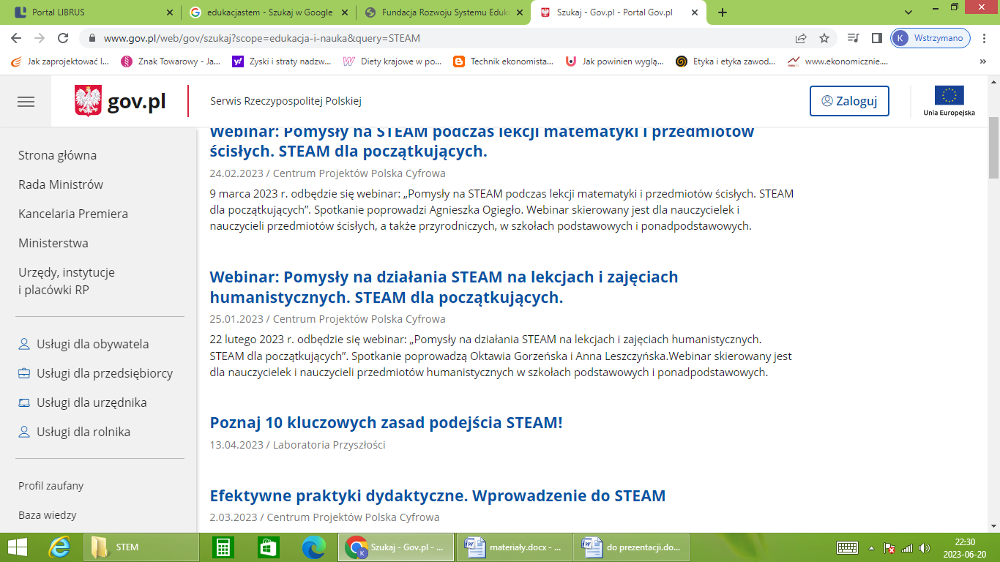 Portal LIBRUS
edukacjastem - Szukaj w Google
Fundacja Rozwoju Systemu Eduk
Szukaj - Gov.pl - Portal Gov.pl
www.gov.pl/web/gov/szukaj?scope=edukacja-i-nauka&query=STEAM
K Wstrzymano
Jak zaprojektować l...
Znak Towarowy - Ja...
Zyski i straty nadzw...
Diety krajowe w po...
Technik ekonomista...
Jak powinien wyglą...
Etyka i etyka zawod...
www.ekonomicznie....
gov.pl
Serwis Rzeczypospolitej Polskiej
Zaloguj
Unia Europejska
Strona główna
Rada Ministrów
Kancelaria Premiera
Ministerstwa
Urzędy, instytucje
i placówki RP
Usługi dla obywatela
Usługi dla przedsiębiorcy
Usługi dla urzędnika
Usługi dla rolnika
Profil zaufany
Baza wiedzy
Webinar: Pomysły na STEAM podczas lekcji matematyki i przedmiotów
ścisłych. STEAM dla początkujących.
24.02.2023 / Centrum Projektów Polska Cyfrowa
9 marca 2023 r. odbędzie się webinar: „Pomysły na STEAM podczas lekcji matematyki i przedmiotów ścisłych. STEAM
dla początkujących”. Spotkanie poprowadzi Agnieszka Ogiegło. Webinar skierowany jest dla nauczycielek i
nauczycieli przedmiotów ścisłych, a także przyrodniczych, w szkołach podstawowych i ponadpodstawowych.
Webinar: Pomysły na działania STEAM na lekcjach i zajęciach
humanistycznych. STEAM dla początkujących.
25.01.2023 / Centrum Projektów Polska Cyfrowa
22 lutego 2023 r. odbędzie się webinar: „Pomysły na działania STEAM na lekcjach i zajęciach humanistycznych.
STEAM dla początkujących”. Spotkanie poprowadzą Oktawia Gorzeńska i Anna Leszczyńska.Webinar skierowany jest
dla nauczycielek i nauczycieli przedmiotów humanistycznych w szkołach podstawowych i ponadpodstawowych.
Poznaj 10 kluczowych zasad podejścia STEAM!
13.04.2023 / Laboratoria Przyszłości
Efektywne praktyki dydaktyczne. Wprowadzenie do STEAM
2.03.2023 / Centrum Projektów Polska Cyfrowa
STEM
Szukaj - Gov.pl - ...
materiały.docx - ...
do prezentacji.do...
22:30
2023-06-20